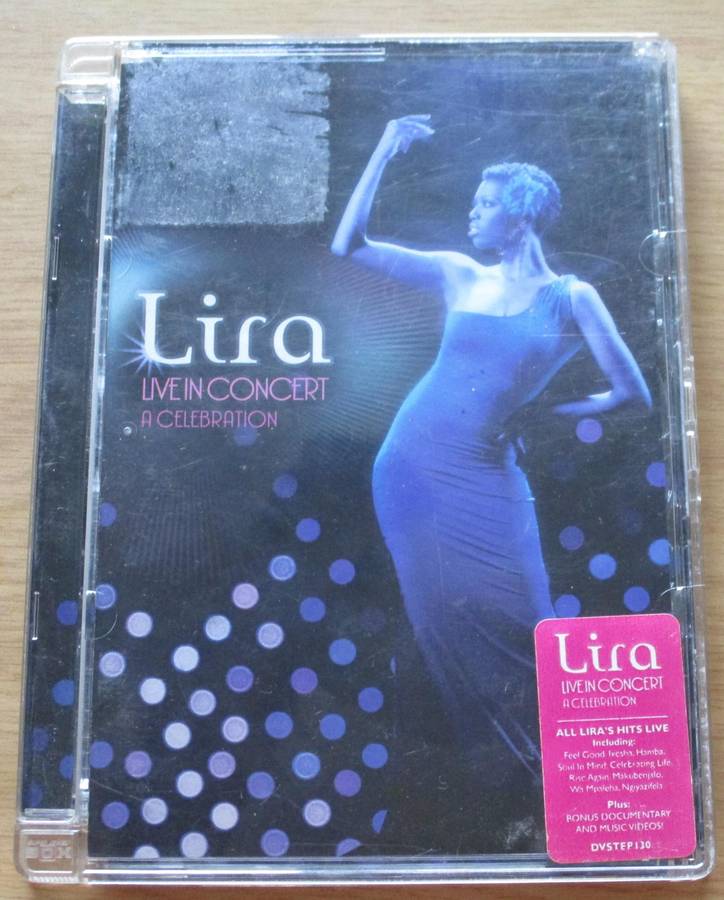 Lira
LIVE IN CONCERT
A CELEBRATION
Lira
LIVE IN CONCERT
A CELEBRATION
ALL LIRA'S HITS LIVE
Including:
Feel Good, Ixesha, Hamba,
Soul In Mind, Celebrating Life,
Rise Again, Makubenjalo,
Wa Mpaleha, Ngiyazifela
Plus:
BONUS DOCUMENTARY
AND MUSIC VIDEOS!
DVSTEP130